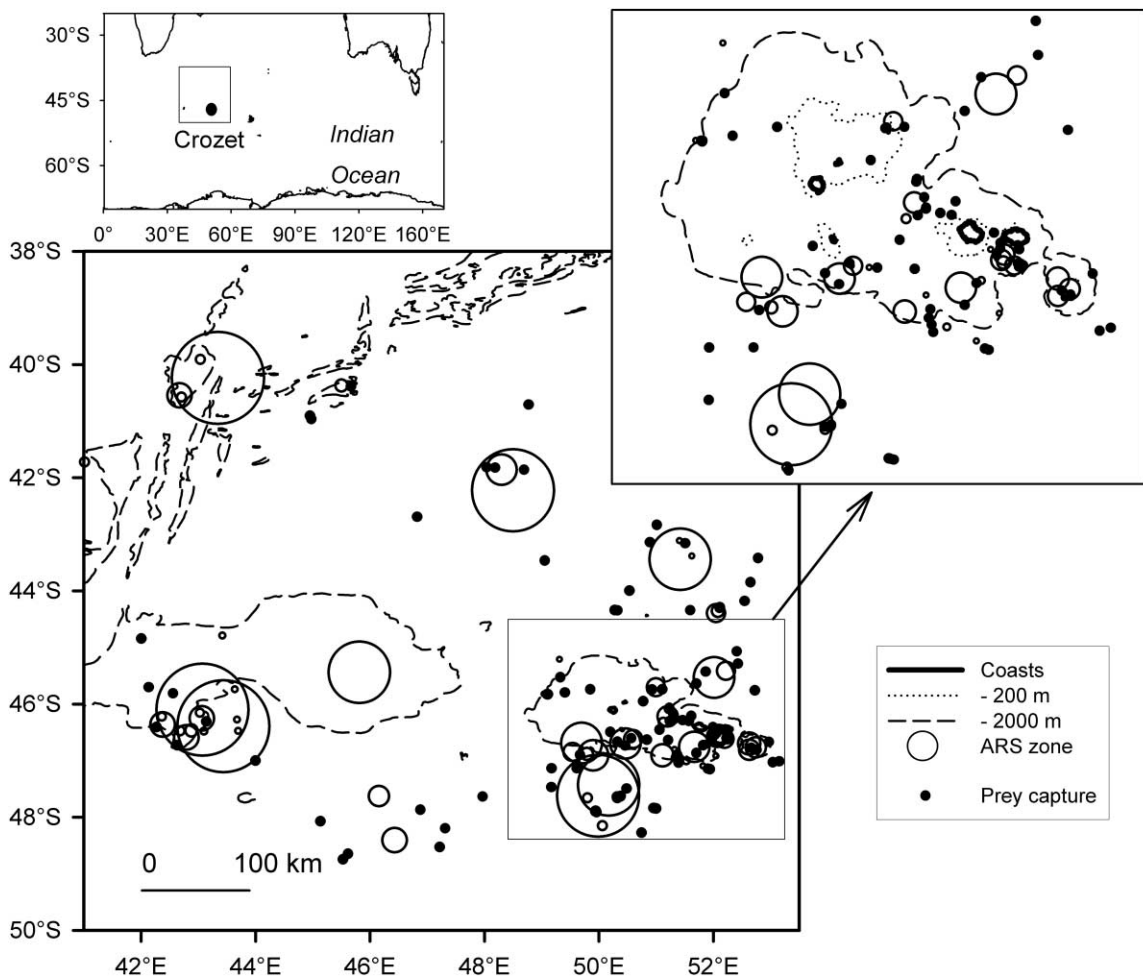 30°S
45°S
60°S
Crozet
Indian
Ocean
0°E 30°E 60°E 90°E 120°E 160°E
38°S
40°S
42°S
44°S
46°S
48°S
50°S
0 100 km
42°E 44°E 46°E 48°E 50°E 52°E
Coasts
- 200 m
- 2000 m
ARS zone
Prey capture